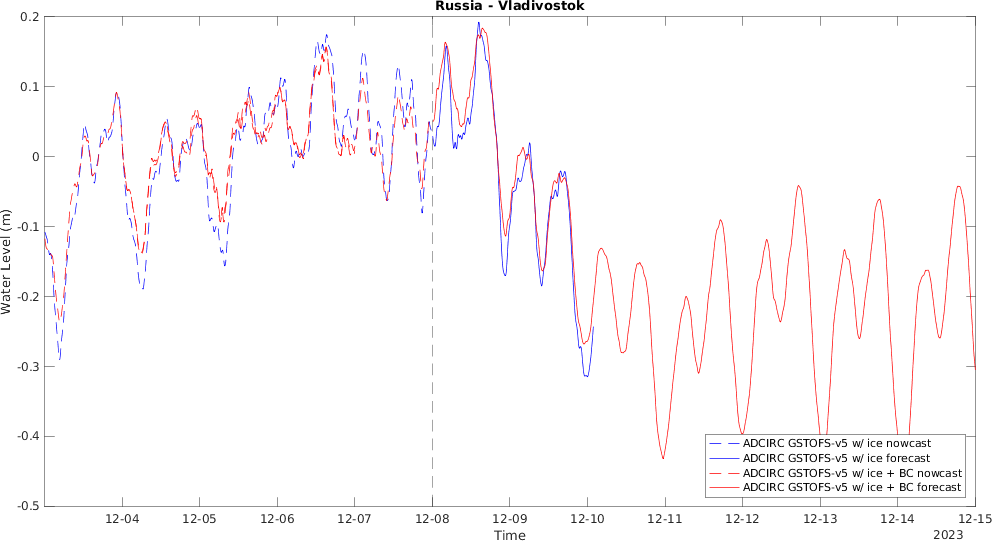 Russia - Vladivostok
Water Level (m)
0.2
0.1
0
-0.1
-0.2
-0.3
-0.4
-0.5
ADCIRC GSTOFS-v5 w/ ice nowcast
ADCIRC GSTOFS-v5 w/ ice forecast
ADCIRC GSTOFS-v5 w/ ice + BC nowcast
ADCIRC GSTOFS-v5 w/ ice + BC forecast
12-04 12-05 12-06 12-07 12-08 12-09 12-10 12-11 12-12 12-13 12-14 12-15
Time
2023